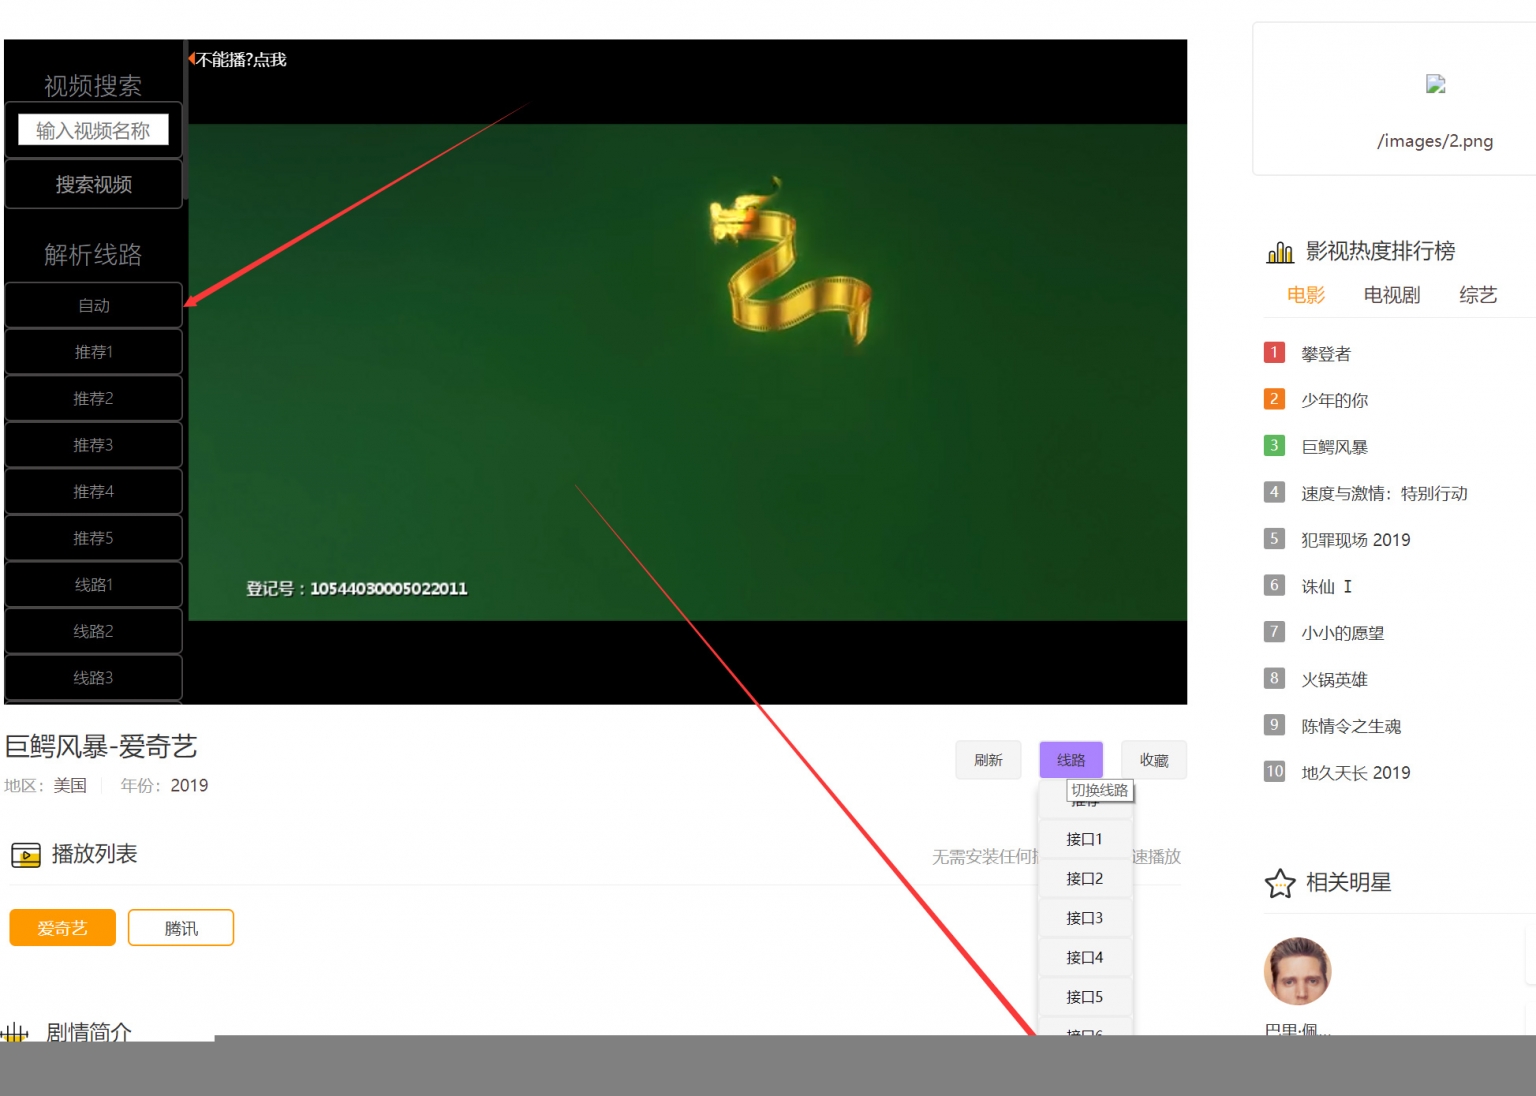 不能播?点我
视频搜索
输入视频名称
搜索视频
解析线路
自动
推荐1
推荐2
推荐3
推荐4
推荐5
线路1
线路2
线路3
登记号：10544030005022011
巨鳄风暴-爱奇艺
地区： 美国 年份： 2019
刷新
线路
收藏
切换线路
推荐
接口1
接口2
接口3
接口4
接口5
接口6
播放列表
无需安装任何 速播放
爱奇艺
腾讯
剧情简介
/images/2.png
影视热度排行榜
电影 电视剧 综艺
1 攀登者
2 少年的你
3 巨鳄风暴
4 速度与激情：特别行动
5 犯罪现场 2019
6 诛仙 I
7 小小的愿望
8 火锅英雄
9 陈情令之生魂
10 地久天长 2019
相关明星
巴里·佩...